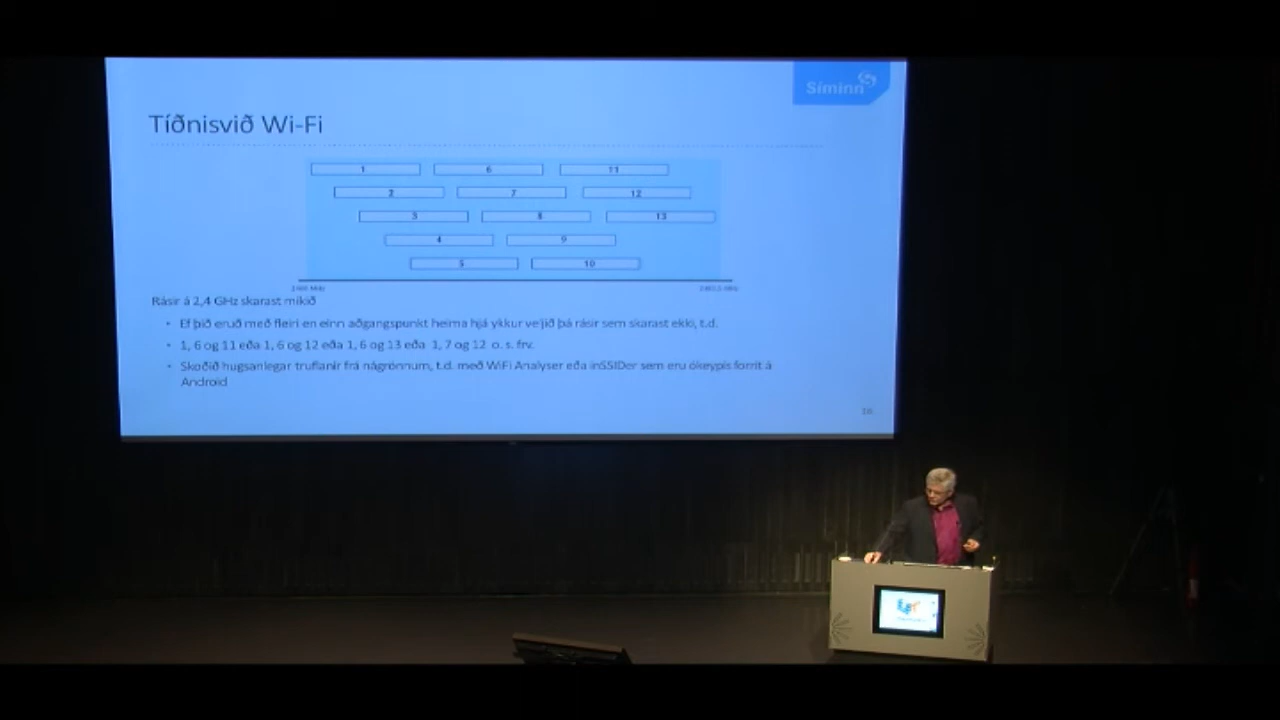 Síminn
Tíðnisvið Wi-Fi
1 6 11
2 7 12
3 8 13
4 9
5 10
Rásir á 2,4 GHz skarast mikið
• Ef þið eruð með fleiri en einn aðgangspunkt heima hjá ykkur veljið þá rásir sem skarast ekki, t.d.
• 1, 6 og 11 eða 1, 6 og 12 eða 1, 6 og 13 eða 1, 7 og 12 o. s. frv.
• Skoðið hugsanlegar truflanir frá nágrönnum, t.d. með WiFi Analyser eða inSSIDer sem eru ókeypis forrit á
Android
16